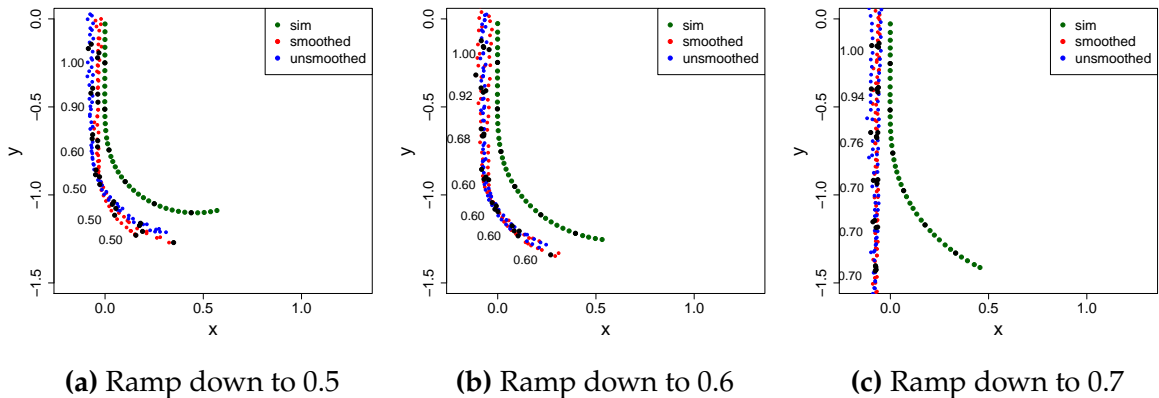 sim
smoothed
unsmoothed
0.0
−0.5
−1.0
−1.5
y
1.00
0.90
0.60
0.50
0.50
0.50
0.0 0.5 1.0
x
(a) Ramp down to 0.5
sim
smoothed
unsmoothed
0.0
−0.5
−1.0
−1.5
y
1.00
0.92
0.68
0.60
0.60
0.60
0.60
0.0 0.5 1.0
x
(b) Ramp down to 0.6
sim
smoothed
unsmoothed
0.0
−0.5
−1.0
−1.5
y
1.00
0.94
0.76
0.70
0.70
0.70
0.0 0.5 1.0
x
(c) Ramp down to 0.7